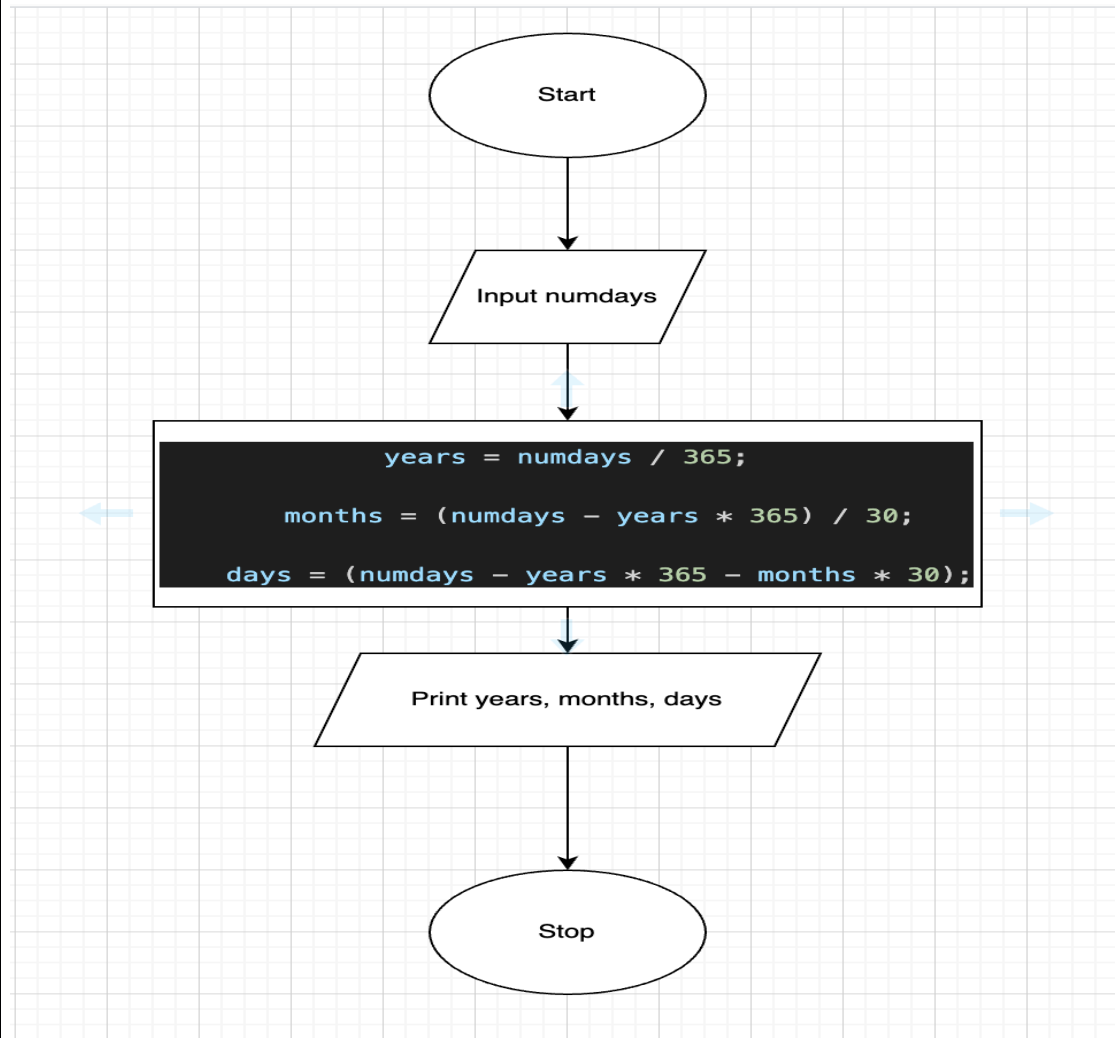 Start
Input numdays
years = numdays / 365;
months = (numdays − years * 365) / 30;
days = (numdays − years * 365 − months * 30);
Print years, months, days
Stop